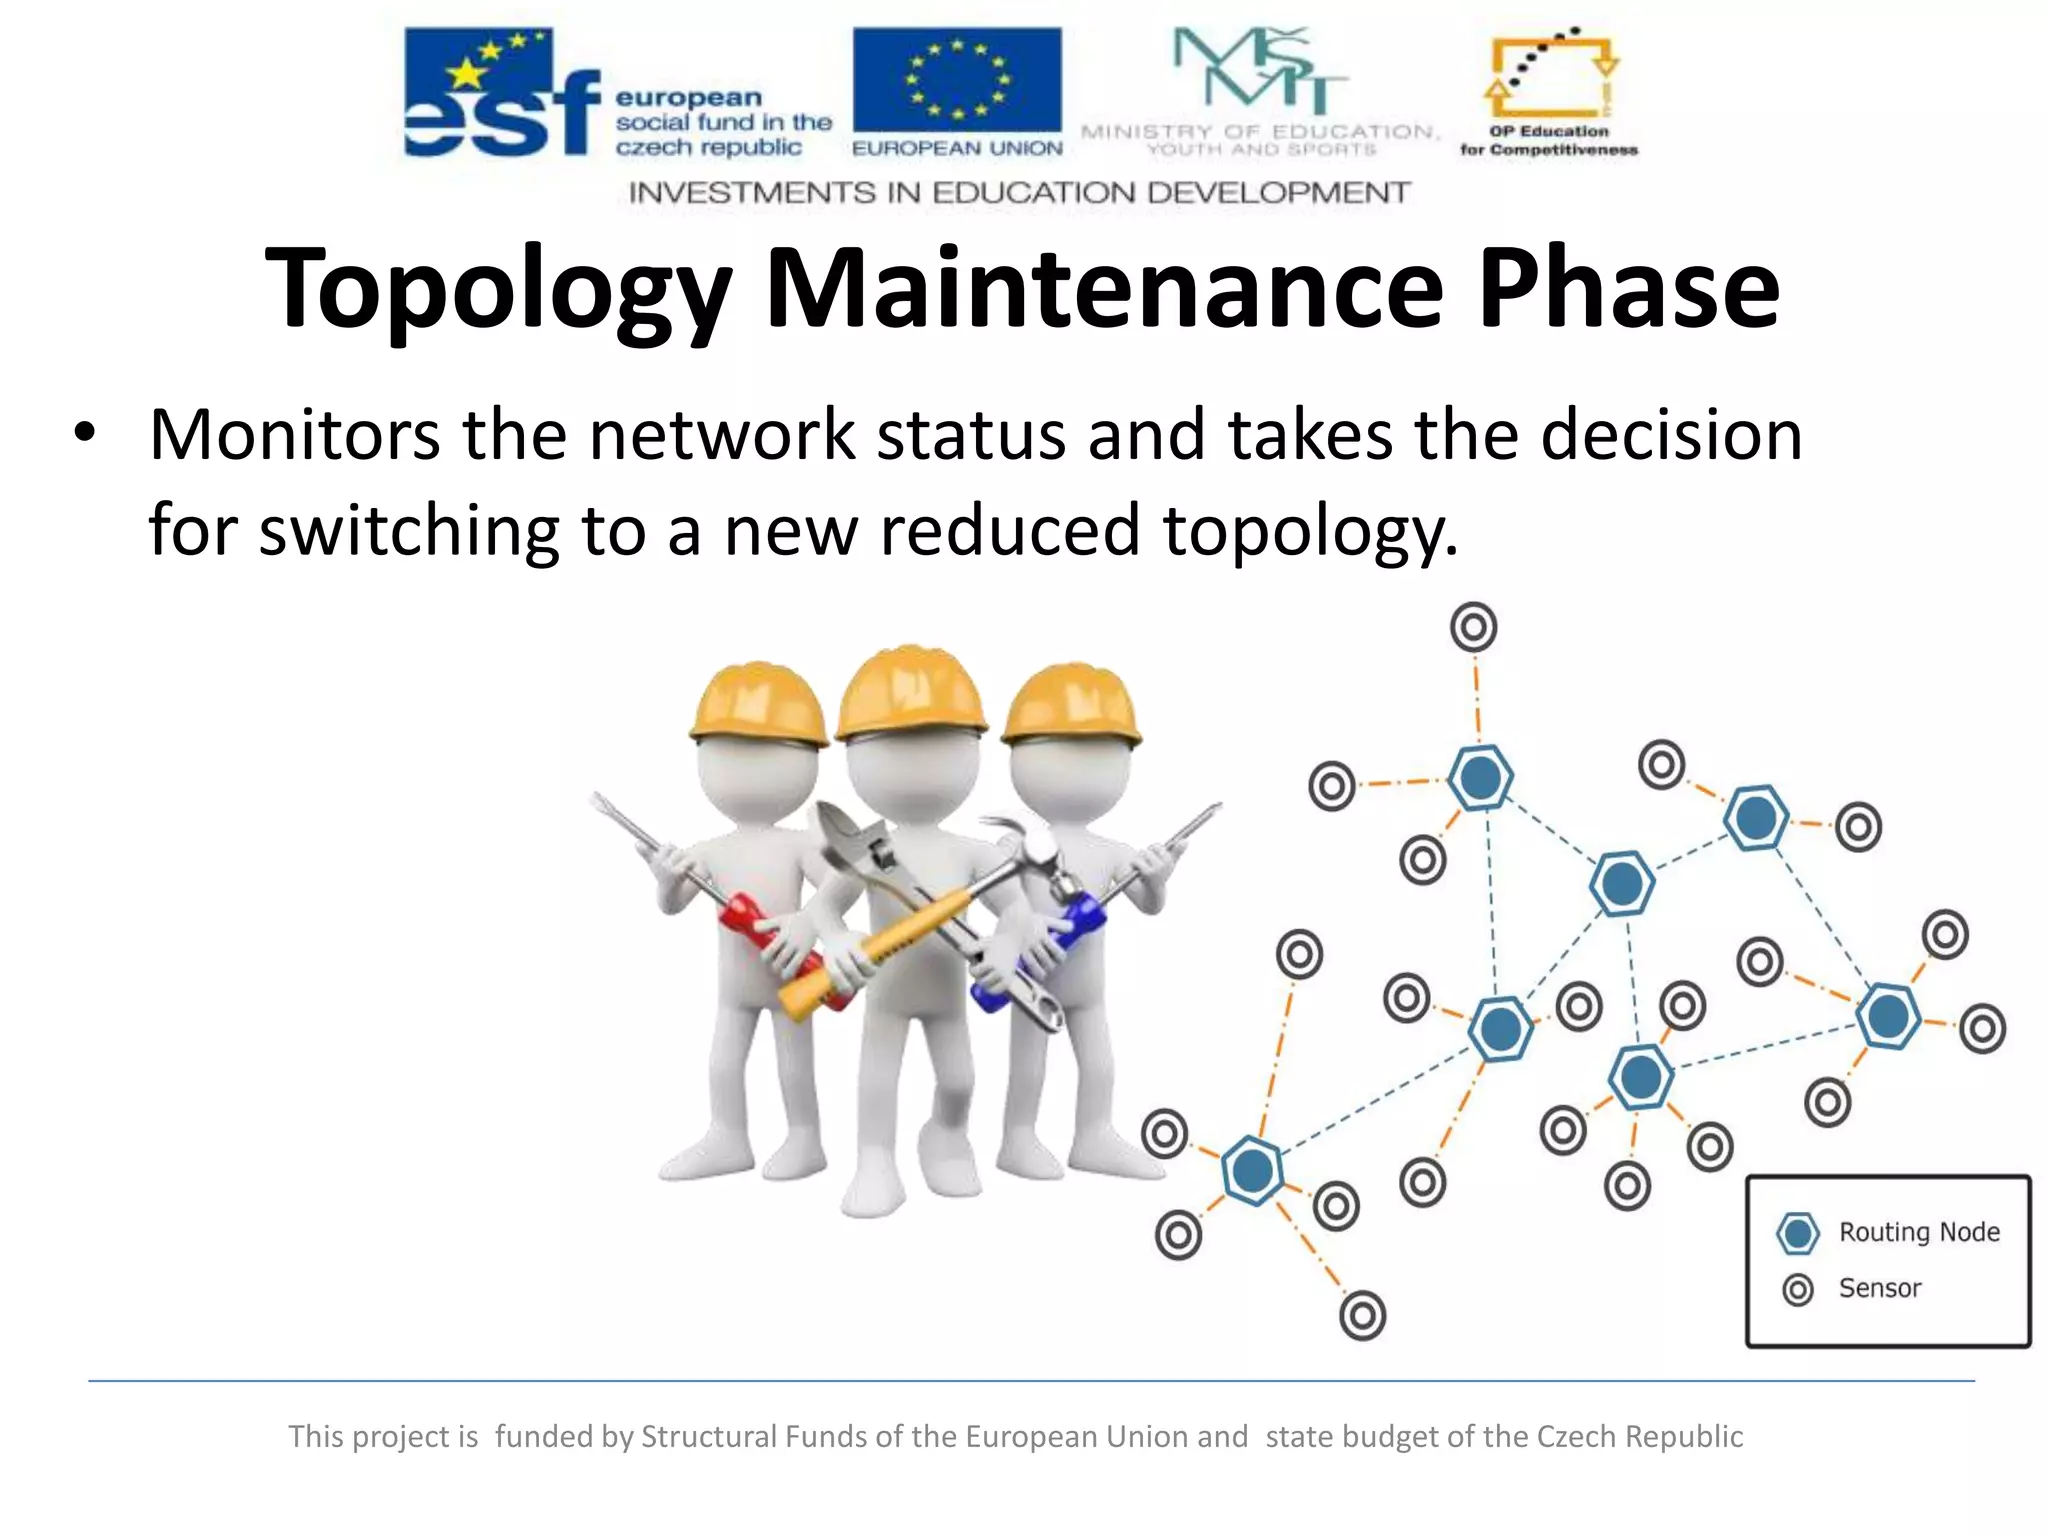 esf
european
social fund in the
czech republic
EUROPEAN UNION
MŠMT
MINISTRY OF EDUCATION,
YOUTH AND SPORTS
OP Education
for Competitiveness
INVESTMENTS IN EDUCATION DEVELOPMENT
Topology Maintenance Phase
• Monitors the network status and takes the decision
for switching to a new reduced topology.
Routing Node
Sensor
This project is funded by Structural Funds of the European Union and state budget of the Czech Republic